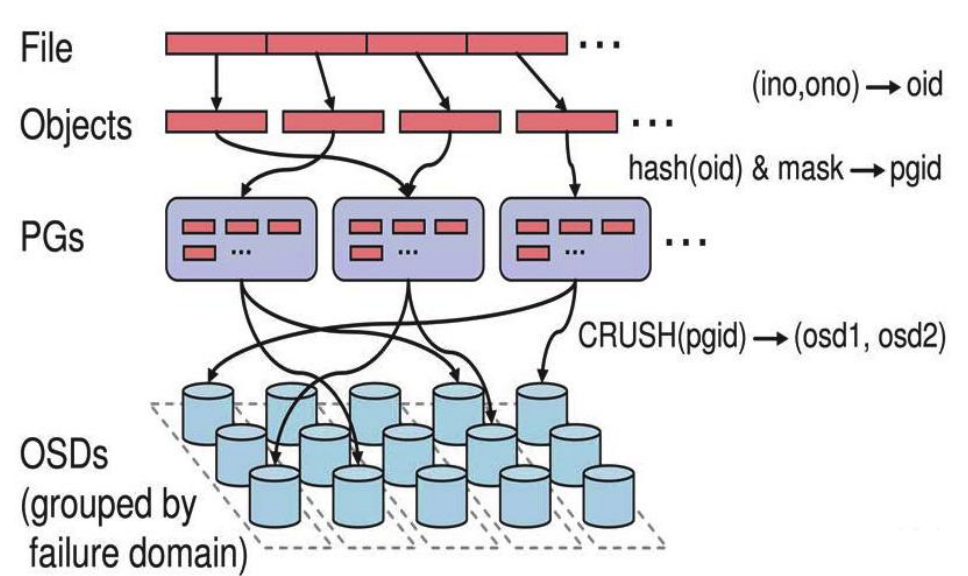 File
...
(ino,ono) → oid
Objects
...
hash(oid) & mask → pgid
PGs
...
...
...
...
CRUSH(pgid) → (osd1, osd2)
OSDs
(grouped by
failure domain)